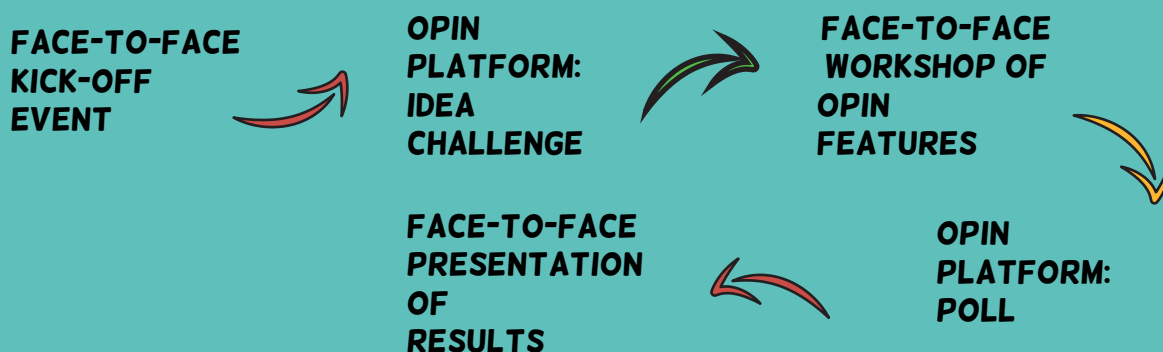 FACE-TO-FACE
KICK-OFF
EVENT
OPIN
PLATFORM:
IDEA
CHALLENGE
FACE-TO-FACE
WORKSHOP OF
OPIN
FEATURES
OPIN
PLATFORM:
POLL
FACE-TO-FACE
PRESENTATION
OF
RESULTS